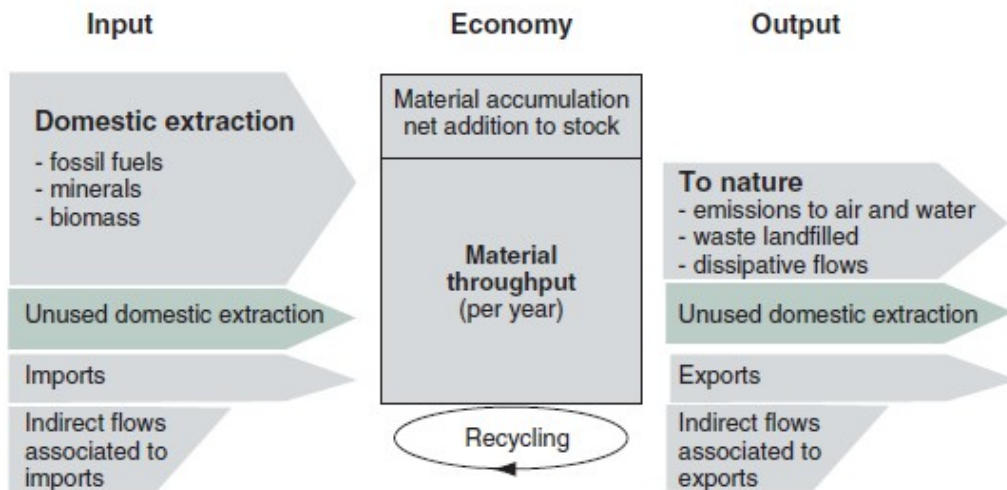 Input
Economy
Output
Domestic extraction
- fossil fuels
- minerals
- biomass
Unused domestic extraction
Imports
Indirect flows
associated to
imports
Material accumulation
net addition to stock
Material
throughput
(per year)
Recycling
To nature
- emissions to air and water
- waste landfilled
- dissipative flows
Unused domestic extraction
Exports
Indirect flows
associated to
exports